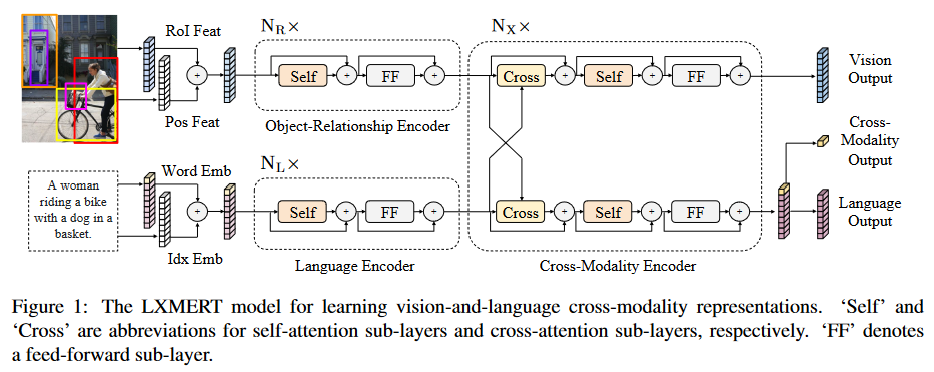 RoI Feat
Pos Feat
N_R ×
Self
+
FF
+
+
Object-Relationship Encoder
A woman
riding a bike
with a dog in a
basket.
Word Emb
Idx Emb
+
N_L ×
Self
+
FF
+
Language Encoder
N_X ×
Cross
+
Self
+
FF
+
Cross
+
Self
+
FF
+
Cross-Modality Encoder
Vision
Output
Cross-
Modality
Output
Language
Output
Figure 1: The LXMERT model for learning vision-and-language cross-modality representations. ‘Self’ and
‘Cross’ are abbreviations for self-attention sub-layers and cross-attention sub-layers, respectively. ‘FF’ denotes
a feed-forward sub-layer.